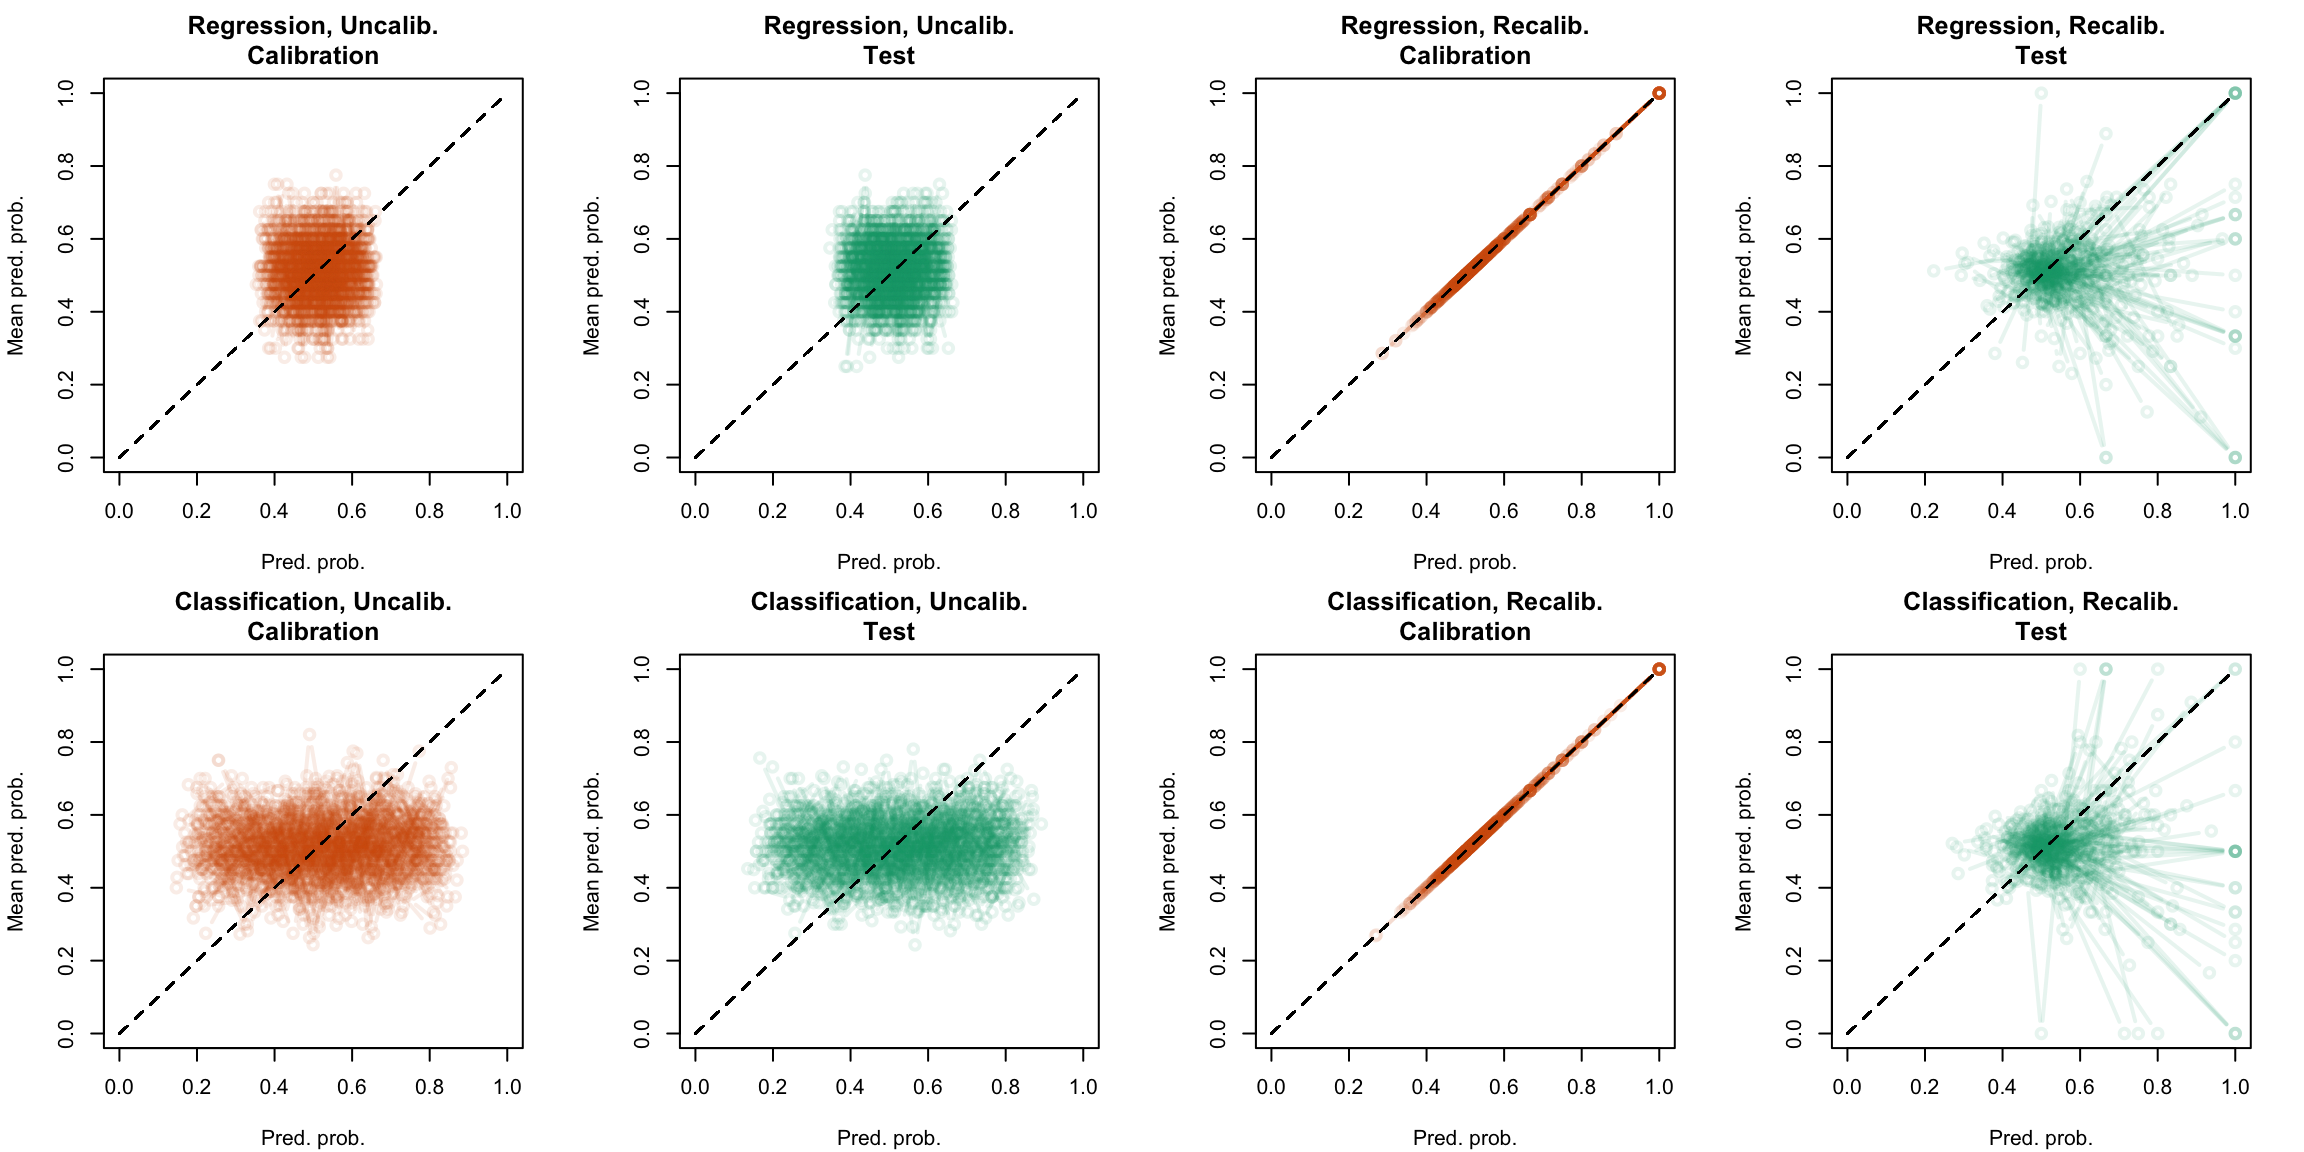 Regression, Uncalib.
Calibration
Mean pred. prob.
0.0 0.2 0.4 0.6 0.8 1.0
0.0 0.2 0.4 0.6 0.8 1.0
Pred. prob.
Regression, Uncalib.
Test
Mean pred. prob.
0.0 0.2 0.4 0.6 0.8 1.0
0.0 0.2 0.4 0.6 0.8 1.0
Pred. prob.
Regression, Recalib.
Calibration
Mean pred. prob.
0.0 0.2 0.4 0.6 0.8 1.0
0.0 0.2 0.4 0.6 0.8 1.0
Pred. prob.
Regression, Recalib.
Test
Mean pred. prob.
0.0 0.2 0.4 0.6 0.8 1.0
0.0 0.2 0.4 0.6 0.8 1.0
Pred. prob.
Classification, Uncalib.
Calibration
Mean pred. prob.
0.0 0.2 0.4 0.6 0.8 1.0
0.0 0.2 0.4 0.6 0.8 1.0
Pred. prob.
Classification, Uncalib.
Test
Mean pred. prob.
0.0 0.2 0.4 0.6 0.8 1.0
0.0 0.2 0.4 0.6 0.8 1.0
Pred. prob.
Classification, Recalib.
Calibration
Mean pred. prob.
0.0 0.2 0.4 0.6 0.8 1.0
0.0 0.2 0.4 0.6 0.8 1.0
Pred. prob.
Classification, Recalib.
Test
Mean pred. prob.
0.0 0.2 0.4 0.6 0.8 1.0
0.0 0.2 0.4 0.6 0.8 1.0
Pred. prob.